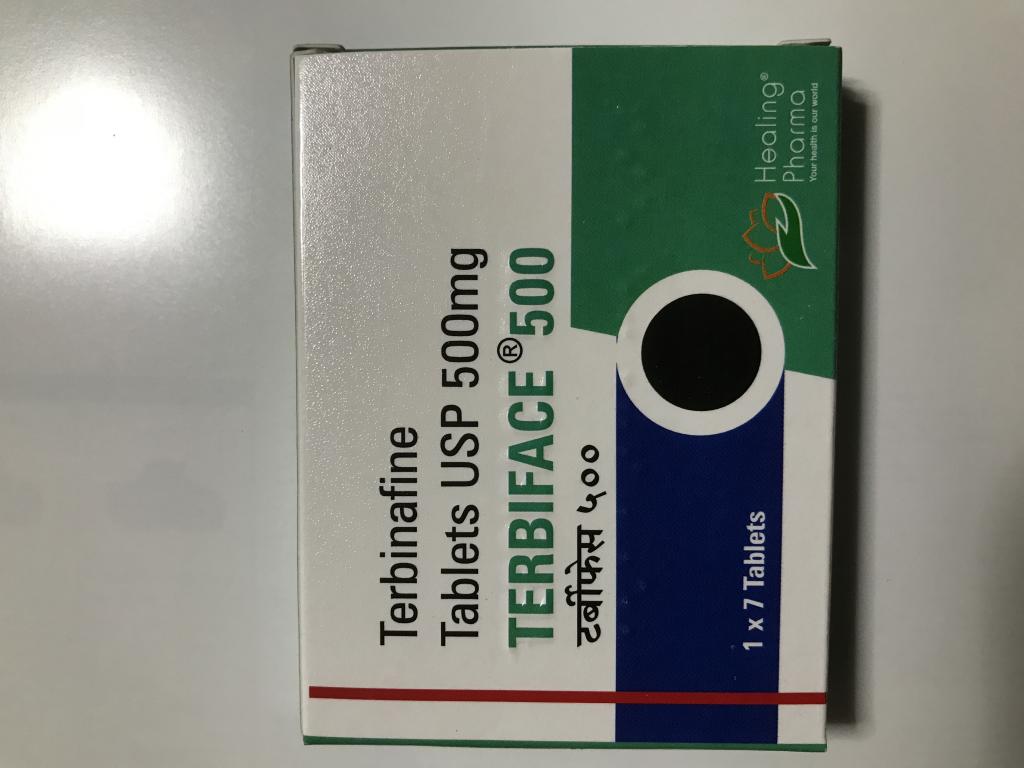 Terbinafine
Tablets USP 500mg
TERBIFACE® 500
टर्बीफेस ५००
1 x 7 Tablets
Healing®
Pharma
Your health is our world